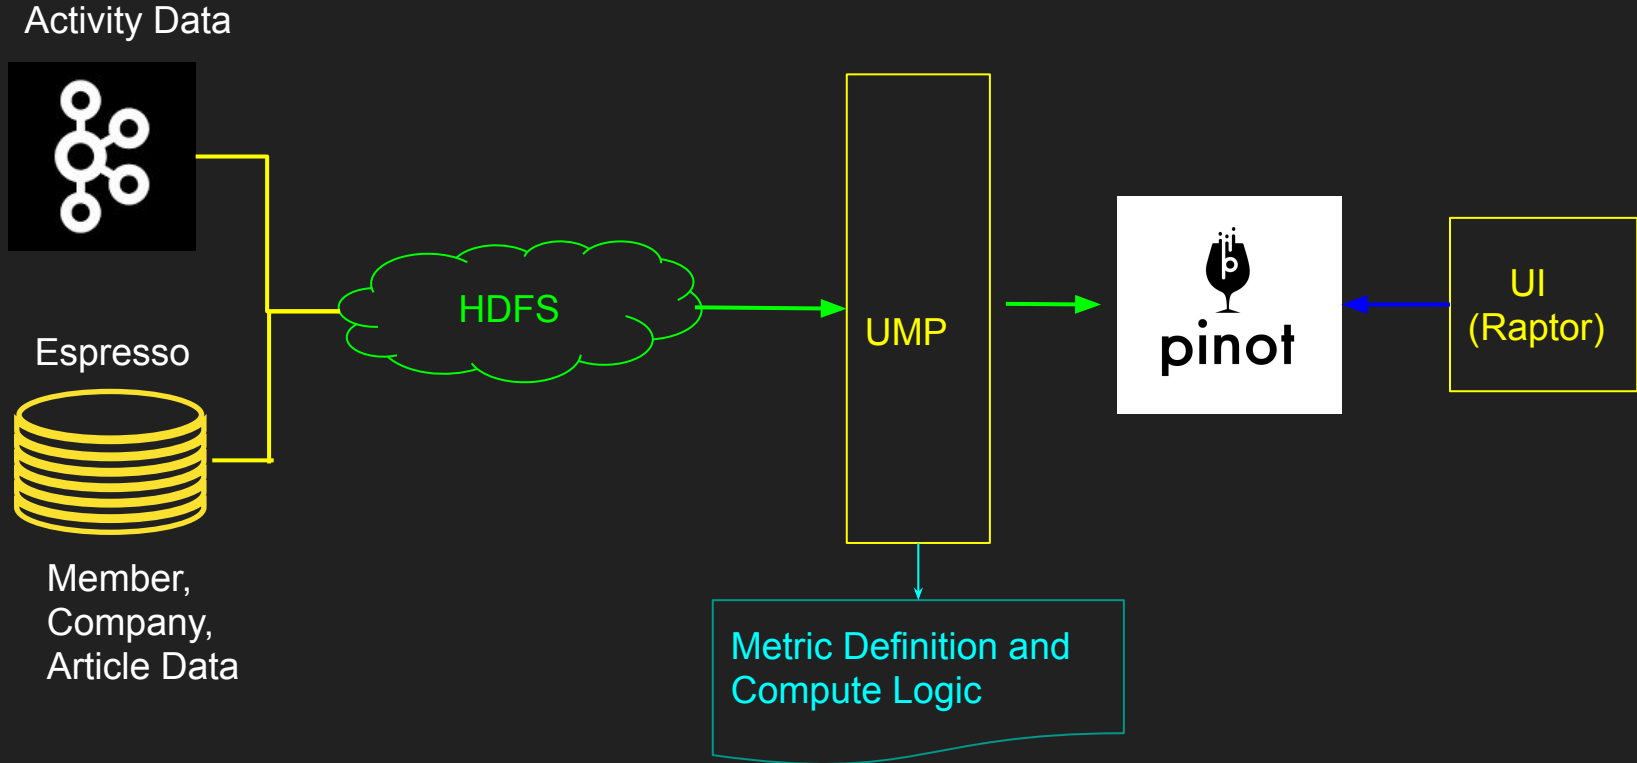 Activity Data
Espresso
Member,
Company,
Article Data
HDFS
UMP
Metric Definition and
Compute Logic
pinot
UI
(Raptor)